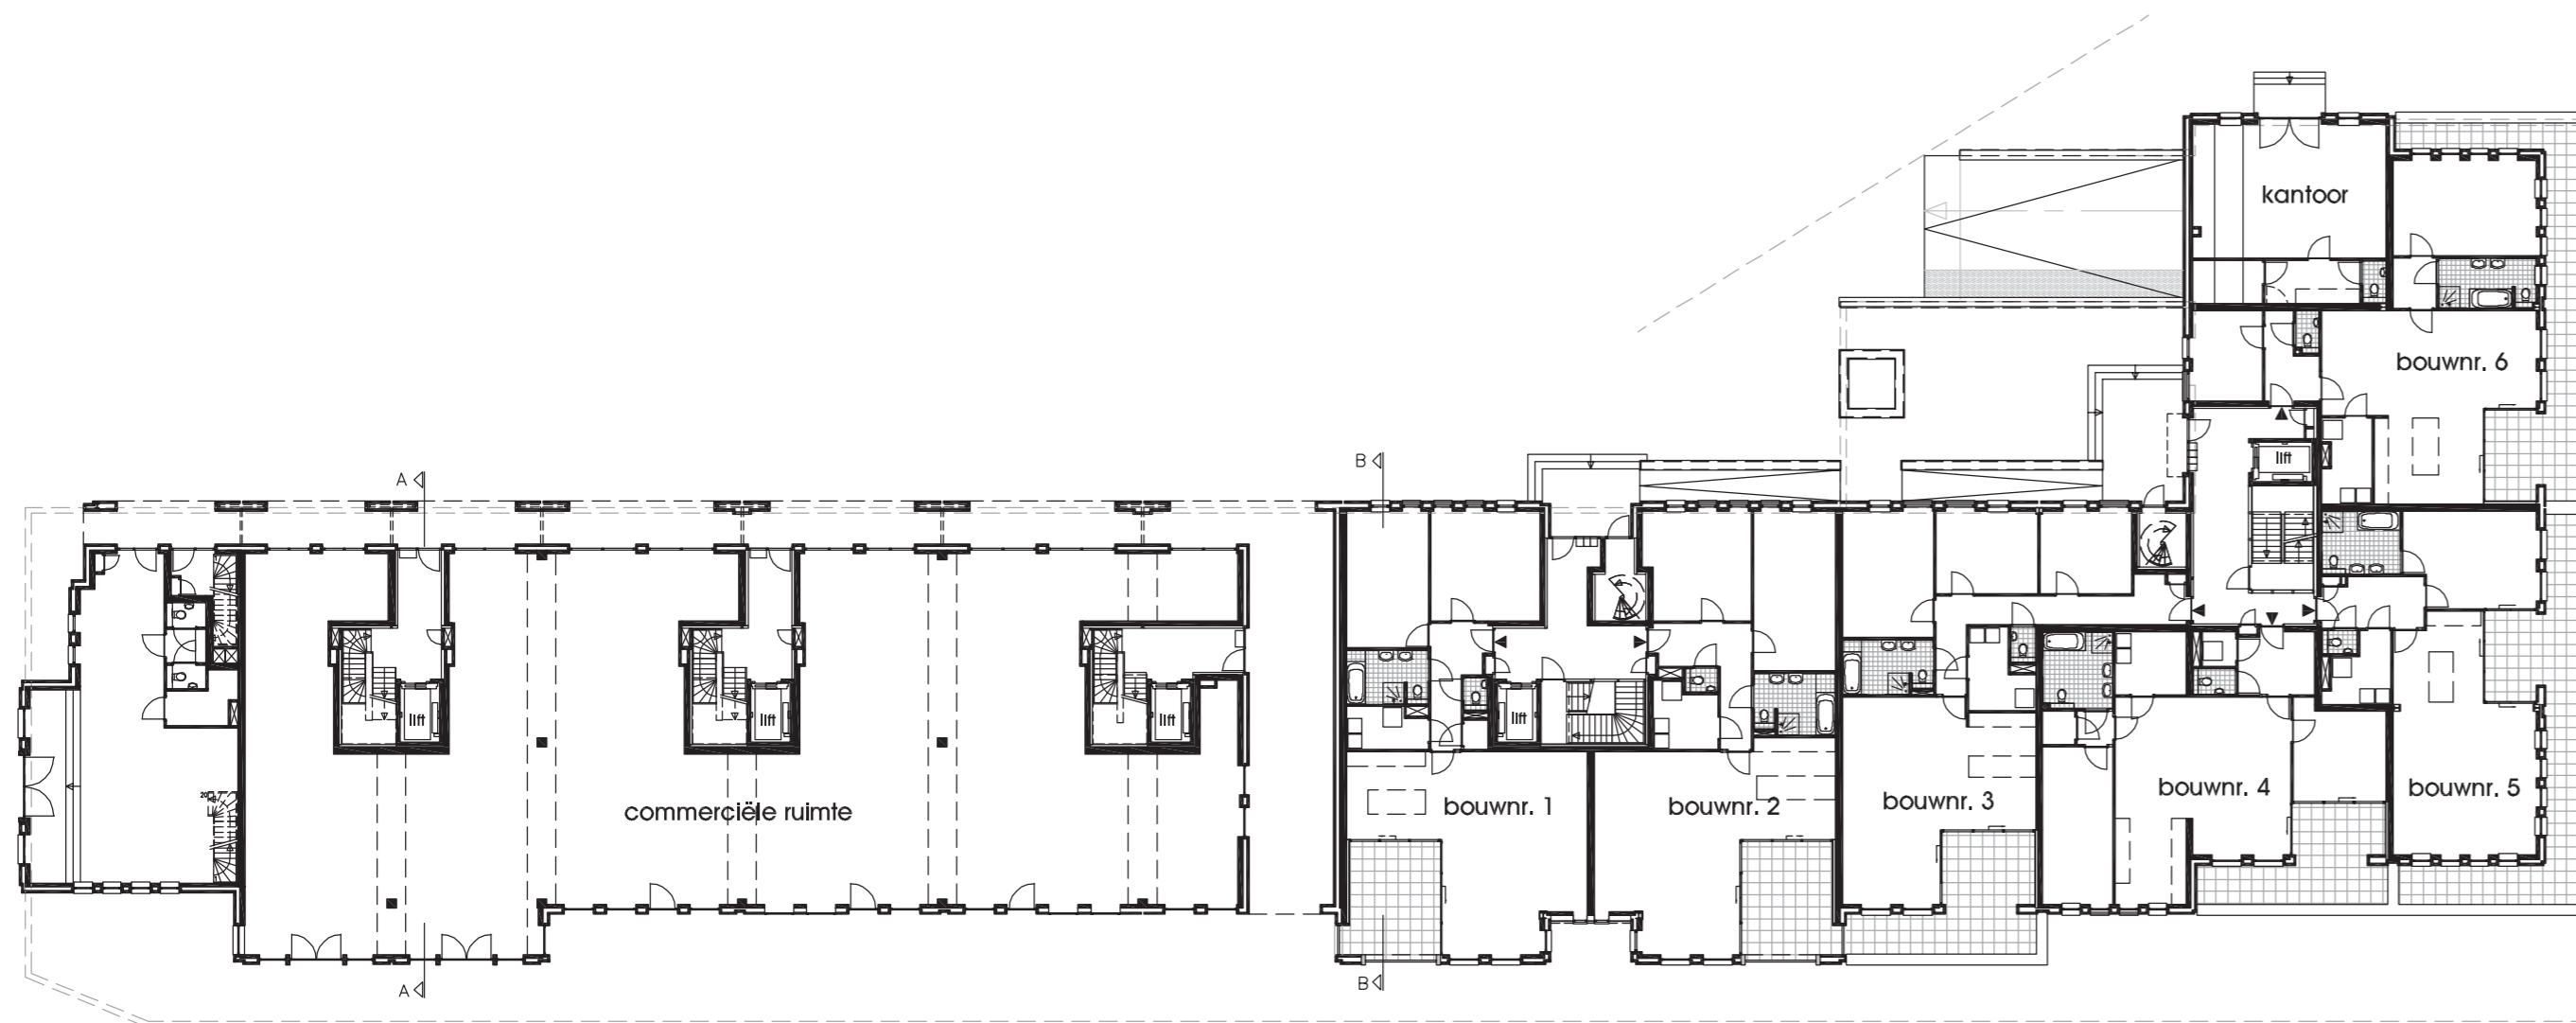 kantoor
bouwnr. 6
lift
B
A
lift
lift
lift
lift
bouwnr. 4
bouwnr. 5
bouwnr. 3
bouwnr. 1
bouwnr. 2
commerciële ruimte
B
A